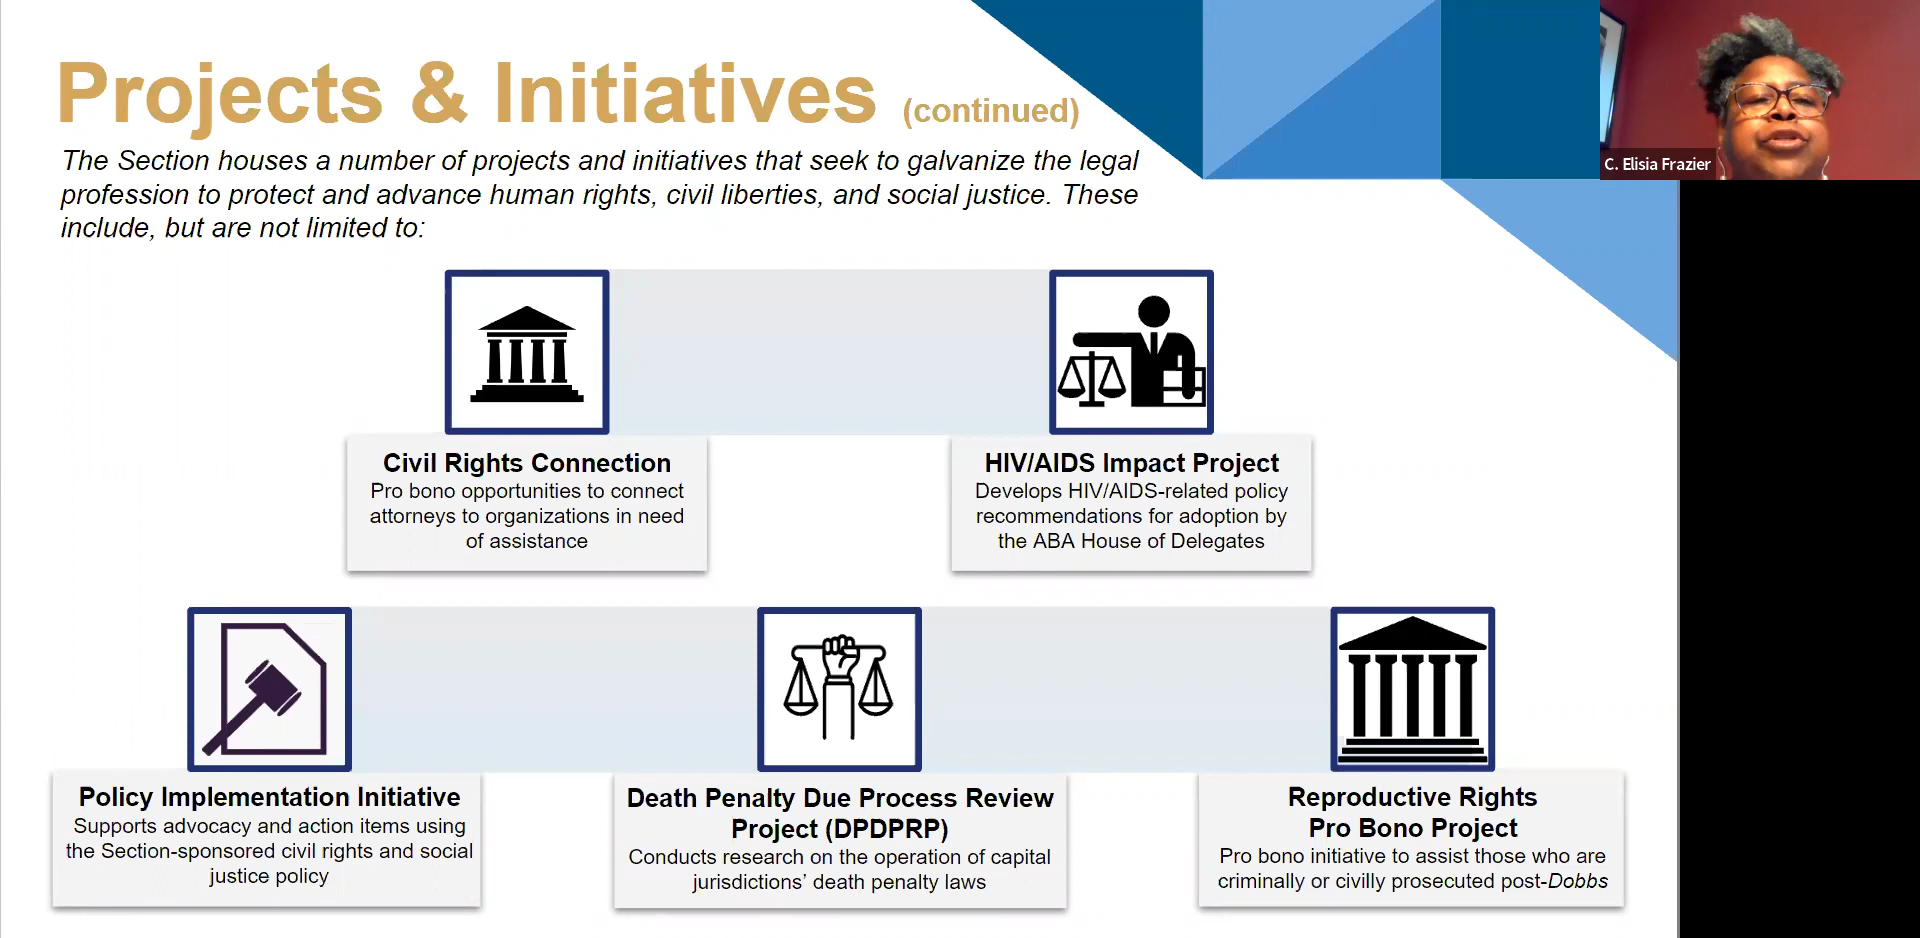 Projects & Initiatives (continued)
The Section houses a number of projects and initiatives that seek to galvanize the legal
profession to protect and advance human rights, civil liberties, and social justice. These
include, but are not limited to:
C. Elisia Frazier
Civil Rights Connection
Pro bono opportunities to connect
attorneys to organizations in need
of assistance
HIV/AIDS Impact Project
Develops HIV/AIDS-related policy
recommendations for adoption by
the ABA House of Delegates
Policy Implementation Initiative
Supports advocacy and action items using
the Section-sponsored civil rights and social
justice policy
Death Penalty Due Process Review
Project (DPDPRP)
Conducts research on the operation of capital
jurisdictions’ death penalty laws
Reproductive Rights
Pro Bono Project
Pro bono initiative to assist those who are
criminally or civilly prosecuted post-Dobbs